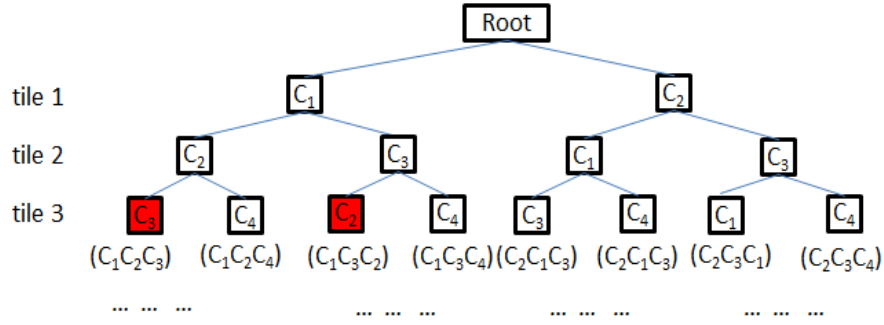 Root
tile 1 C₁ C₂
tile 2 C₂ C₃ C₁ C₃
tile 3 C₃ C₄ C₂ C₄ C₃ C₄ C₁ C₄
(C₁C₂C₃) (C₁C₂C₄) (C₁C₃C₂) (C₁C₃C₄) (C₂C₁C₃) (C₂C₁C₃) (C₂C₃C₁) (C₂C₃C₄)
... ... ... ... ... ... ... ... ... ... ... ...